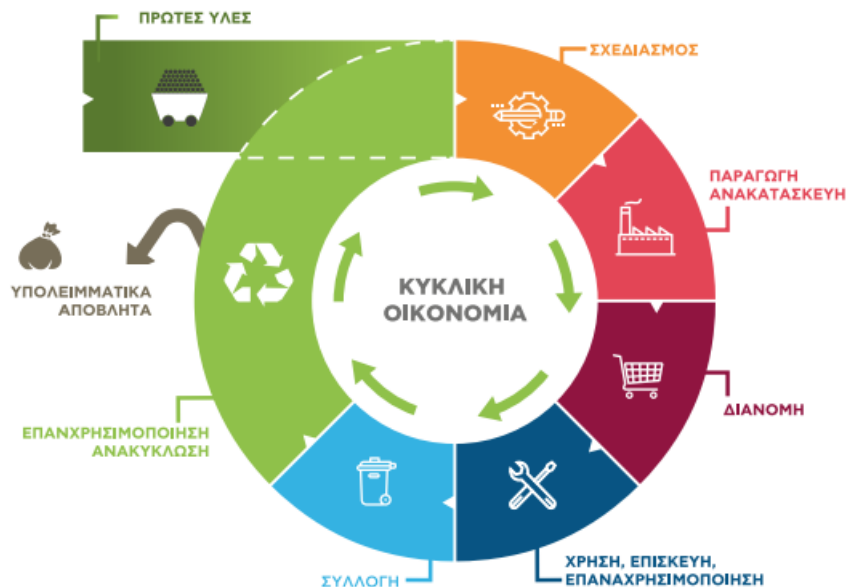 ΠΡΩΤΕΣ ΥΛΕΣ
ΣΧΕΔΙΑΣΜΟΣ
ΠΑΡΑΓΩΓΗ
ΑΝΑΚΑΤΑΣΚΕΥΗ
ΚΥΚΛΙΚΗ
ΟΙΚΟΝΟΜΙΑ
ΥΠΟΛΕΙΜΜΑΤΙΚΑ
ΑΠΟΒΛΗΤΑ
ΔΙΑΝΟΜΗ
ΕΠΑΝΧΡΗΣΙΜΟΠΟΙΗΣΗ
ΑΝΑΚΥΚΛΩΣΗ
ΣΥΛΛΟΓΗ
ΧΡΗΣΗ, ΕΠΙΣΚΕΥΗ,
ΕΠΑΝΑΧΡΗΣΙΜΟΠΟΙΗΣΗ